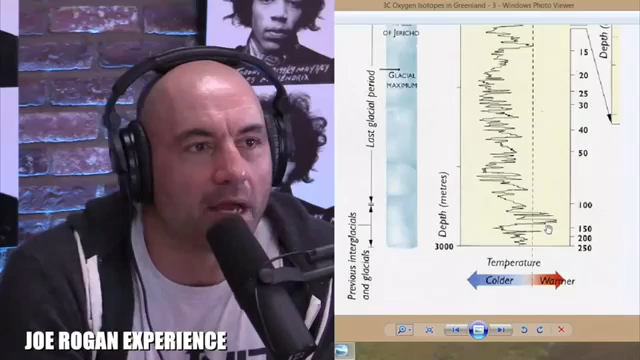 3C Oxygen Isotopes in Greenland - 3 - Windows Photo Viewer
OF JERICHO
GLACIAL
MAXIMUM
Last glacial period
Previous interglacials
and glacials
Depth (metres)
3000
15
20
25
30
40
50
100
150
200
250
Depth (
Temperature
Colder
Warmer
JOE ROGAN EXPERIENCE